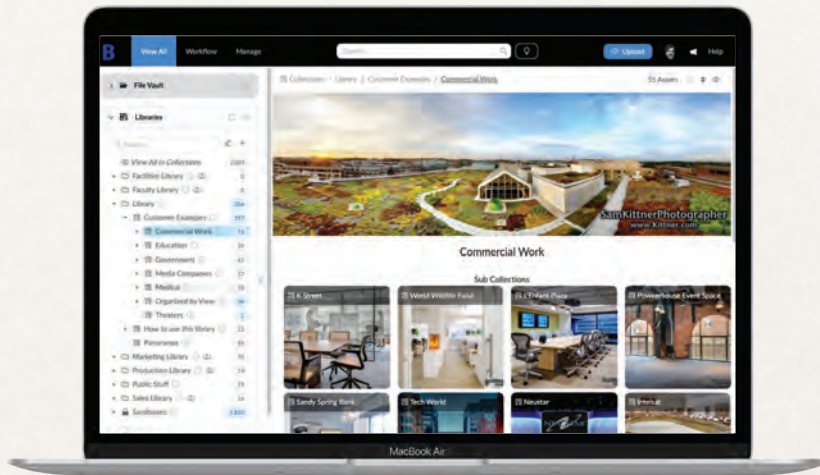 B View All Workflow Manage Search... Upload Help
File Vault
Collections / Library / Customer Examples / Commercial Work 55 Assets
Libraries
Search...
View All in Collections
Facilities Library 0
Faculty Library
Library
Customer Examples
Commercial Work
Education
Government
Media Companies
Medical
Organized by View
Theaters
How to use this library
Panoramas
Marketing Library
Production Library
Public Stuff
Sales Library
Sandboxes
SamKittnerPhotographer
www.Kittner.com
Commercial Work
Sub Collections
K Street World Wildlife Fund L'Enfant Plaza Powerhouse Event Space
Sandy Spring Bank Tech World Neustar Interiut
MacBook Air